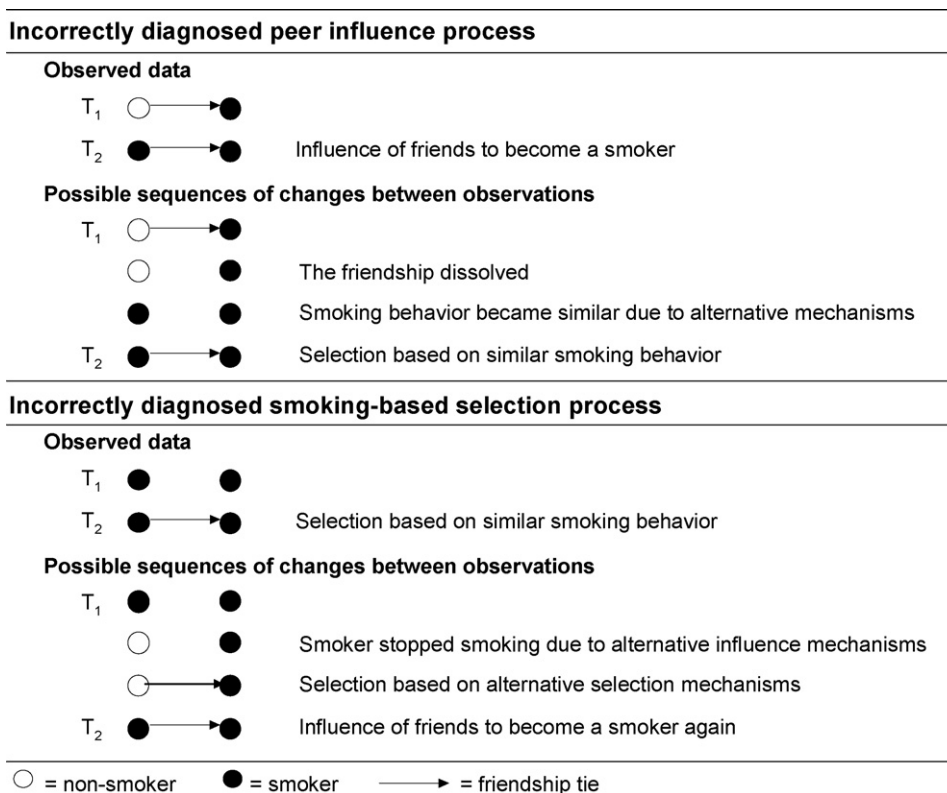 Incorrectly diagnosed peer influence process
Observed data
T1
T2 Influence of friends to become a smoker
Possible sequences of changes between observations
T1
The friendship dissolved
Smoking behavior became similar due to alternative mechanisms
T2 Selection based on similar smoking behavior
Incorrectly diagnosed smoking-based selection process
Observed data
T1
T2 Selection based on similar smoking behavior
Possible sequences of changes between observations
T1
Smoker stopped smoking due to alternative influence mechanisms
Selection based on alternative selection mechanisms
T2 Influence of friends to become a smoker again
= non-smoker = smoker = friendship tie